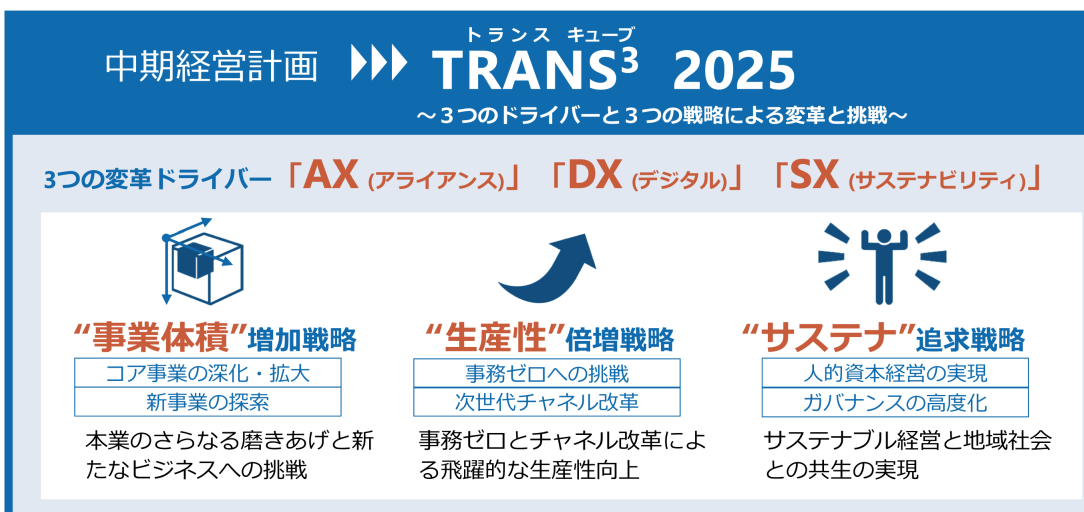 トランス キューブ
中期経営計画 TRANS³ 2025
～３つのドライバーと３つの戦略による変革と挑戦～
3つの変革ドライバー「AX (アライアンス)」「DX (デジタル)」「SX (サステナビリティ)」
“事業体積”増加戦略
コア事業の深化・拡大
新事業の探索
本業のさらなる磨きあげと新
たなビジネスへの挑戦
“生産性”倍増戦略
事務ゼロへの挑戦
次世代チャネル改革
事務ゼロとチャネル改革によ
る飛躍的な生産性向上
“サステナ”追求戦略
人的資本経営の実現
ガバナンスの高度化
サステナブル経営と地域社会
との共生の実現